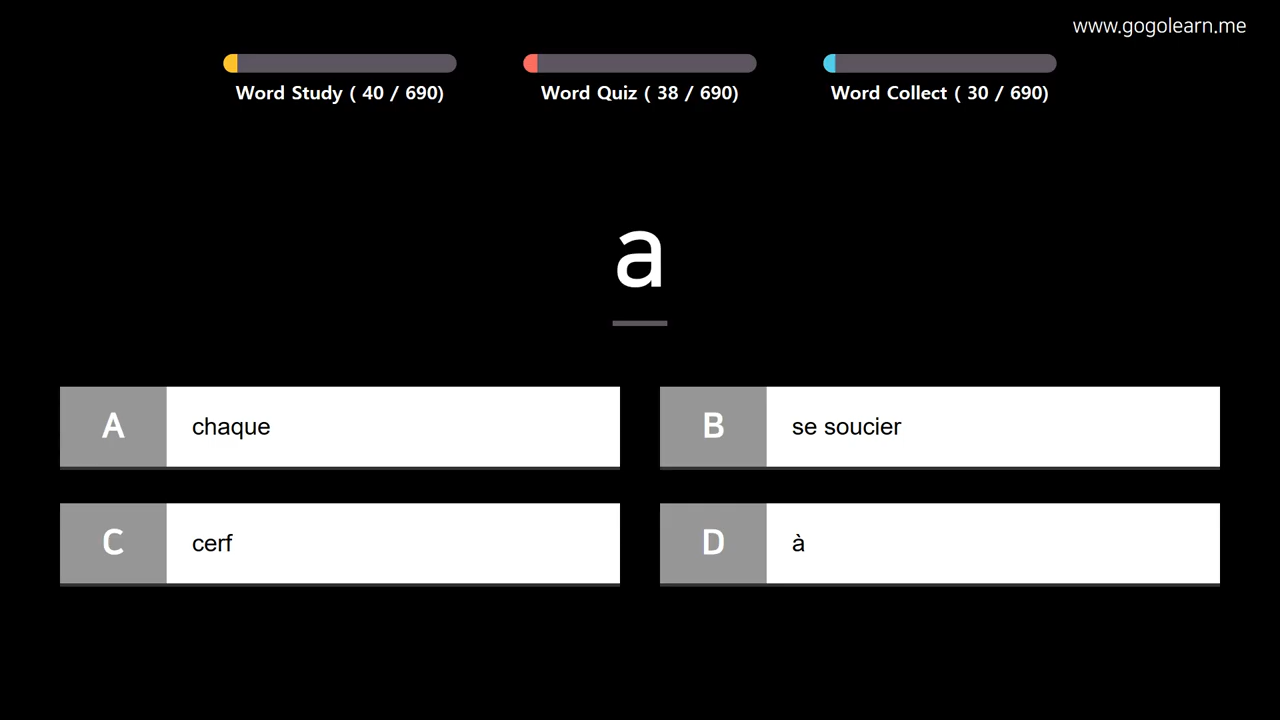 www.gogolearn.me
Word Study ( 40 / 690)
Word Quiz ( 38 / 690)
Word Collect ( 30 / 690)
a
A chaque
B se soucier
C cerf
D à